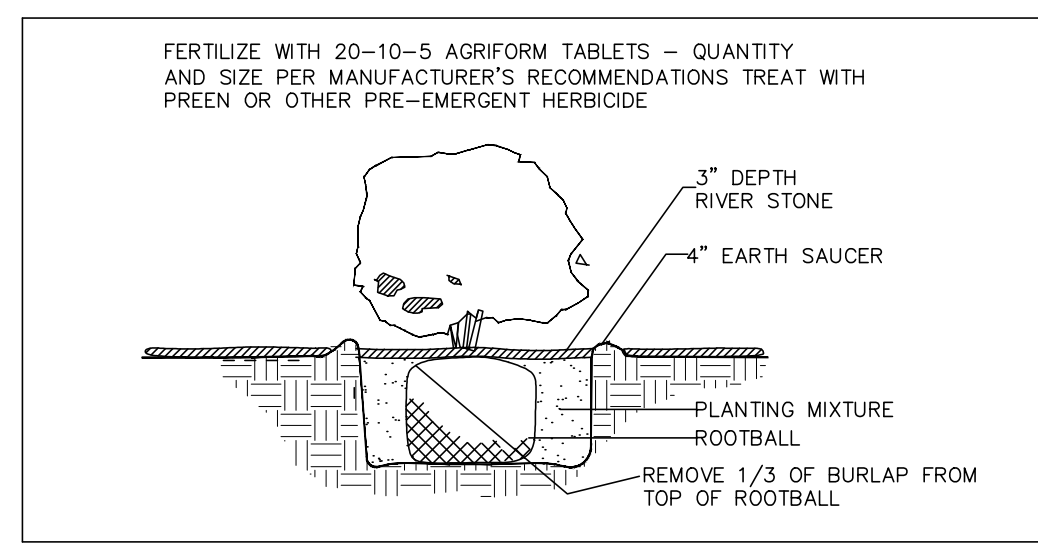 FERTILIZE WITH 20-10-5 AGRIFORM TABLETS - QUANTITY
AND SIZE PER MANUFACTURER'S RECOMMENDATIONS TREAT WITH
PREEN OR OTHER PRE-EMERGENT HERBICIDE
3" DEPTH
RIVER STONE
4" EARTH SAUCER
PLANTING MIXTURE
ROOTBALL
REMOVE 1/3 OF BURLAP FROM
TOP OF ROOTBALL